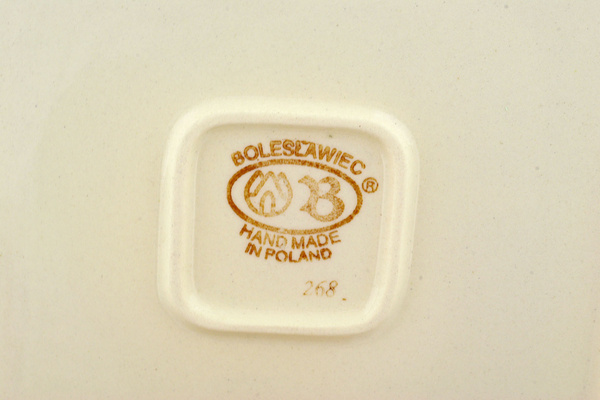 BOLESŁAWIEC
B ®
HAND MADE
IN POLAND
268